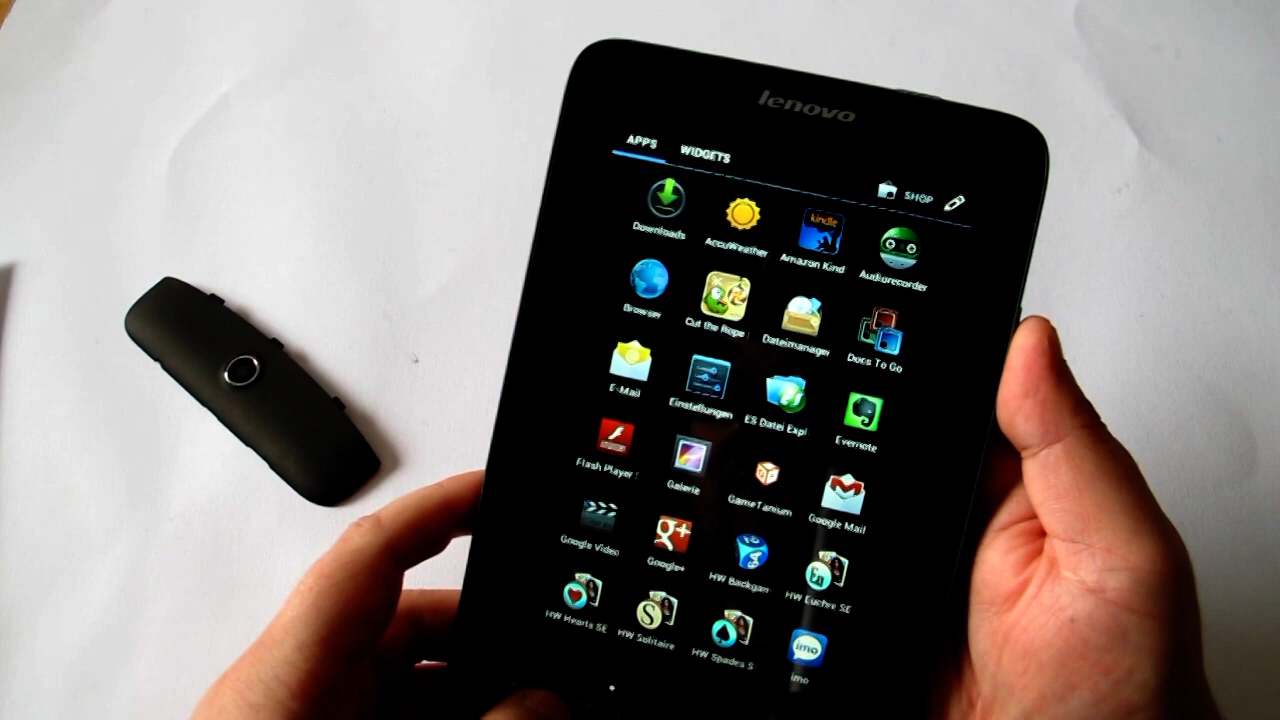 lenovo
APPS WIDGETS
SHOP
kindle
Downloads AccuWeather Amazon Kind Audiorecorder
Browser Cut the Rope Dateimanager Docs To Go
E-Mail Einstellungen ES Datei Expl Evernote
Flash Player Galerie GameTanium Google Mail
g+
Google Video Google+ HW Backgam HW Euchre SE
S
imo
HW Hearts SE HW Solitaire HW Spades S imo